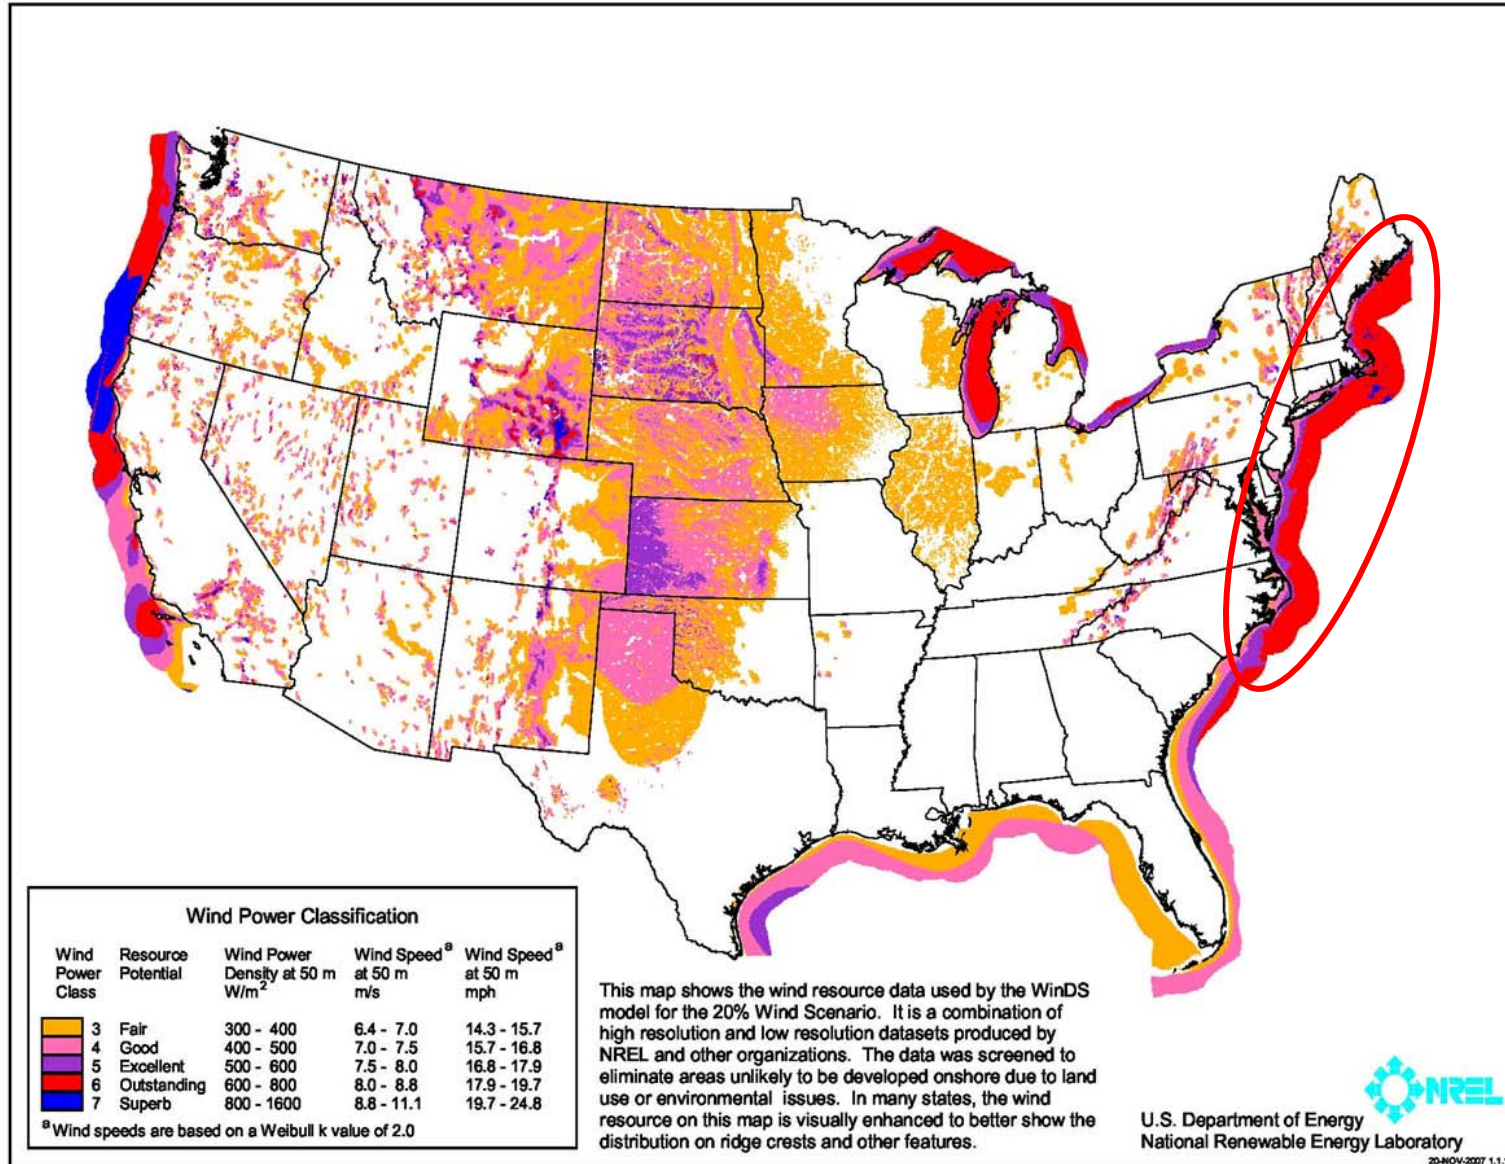 Wind Power Classification
Wind Power Class Resource Potential Wind Power Density at 50 m W/m² Wind Speed a at 50 m m/s Wind Speed a at 50 m mph
3 Fair 300 - 400 6.4 - 7.0 14.3 - 15.7
4 Good 400 - 500 7.0 - 7.5 15.7 - 16.8
5 Excellent 500 - 600 7.5 - 8.0 16.8 - 17.9
6 Outstanding 600 - 800 8.0 - 8.8 17.9 - 19.7
7 Superb 800 - 1600 8.8 - 11.1 19.7 - 24.8
a Wind speeds are based on a Weibull k value of 2.0
This map shows the wind resource data used by the WinDS
model for the 20% Wind Scenario. It is a combination of
high resolution and low resolution datasets produced by
NREL and other organizations. The data was screened to
eliminate areas unlikely to be developed onshore due to land
use or environmental issues. In many states, the wind
resource on this map is visually enhanced to better show the
distribution on ridge crests and other features.
NREL
U.S. Department of Energy
National Renewable Energy Laboratory
20-NOV-2007 1.1.